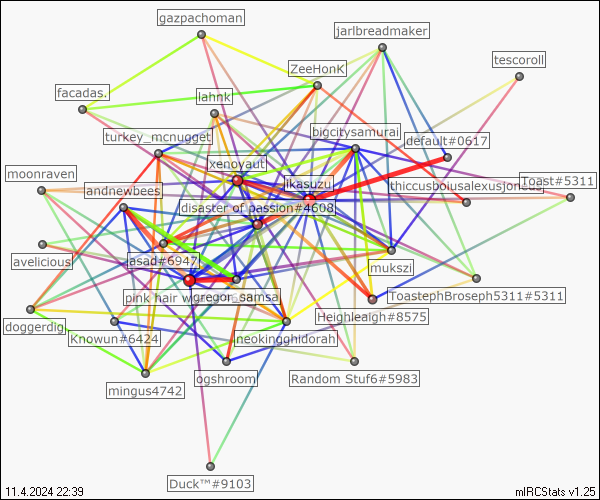 gazpachoman
jarlbreadmaker
tescoroll
ZeeHonK
facadas.
lahnk
bigcitysamurai
turkey_mcnugget
default#0617
xenoyaut
moonraven
andnewbees
ikasuzu
thiccusboiusalexusjonesus
Toast#5311
disaster of passion#4608
avelicious
asad#6947
mukszi
pink hair w
gregor_samsa
ToastephBroseph5311#5311
doggerdig
Knowun#6424
neokingghidorah
Heighleigh#8575
mingus4742
ogshroom
Random Stuf6#5983
Duck™#9103
11.4.2024 22:39
mIRCStats v1.25